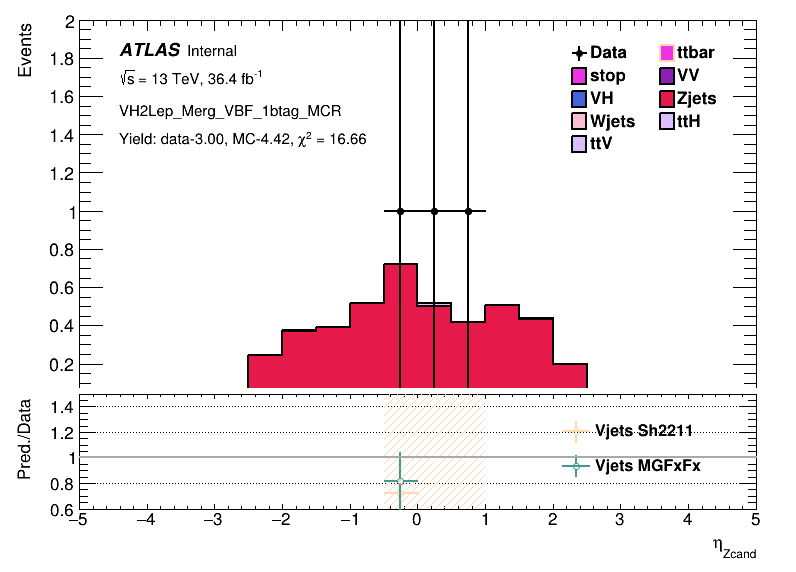 Events
2
1.8
1.6
1.4
1.2
1
0.8
0.6
0.4
0.2
ATLAS Internal
√s = 13 TeV, 36.4 fb⁻¹
VH2Lep_Merg_VBF_1btag_MCR
Yield: data-3.00, MC-4.42, χ² = 16.66
Data ttbar
stop VV
VH Zjets
Wjets ttH
ttV
Pred./Data
1.4
1.2
1
0.8
0.6
Vjets Sh2211
Vjets MGFxFx
−5 −4 −3 −2 −1 0 1 2 3 4 5
η_Zcand